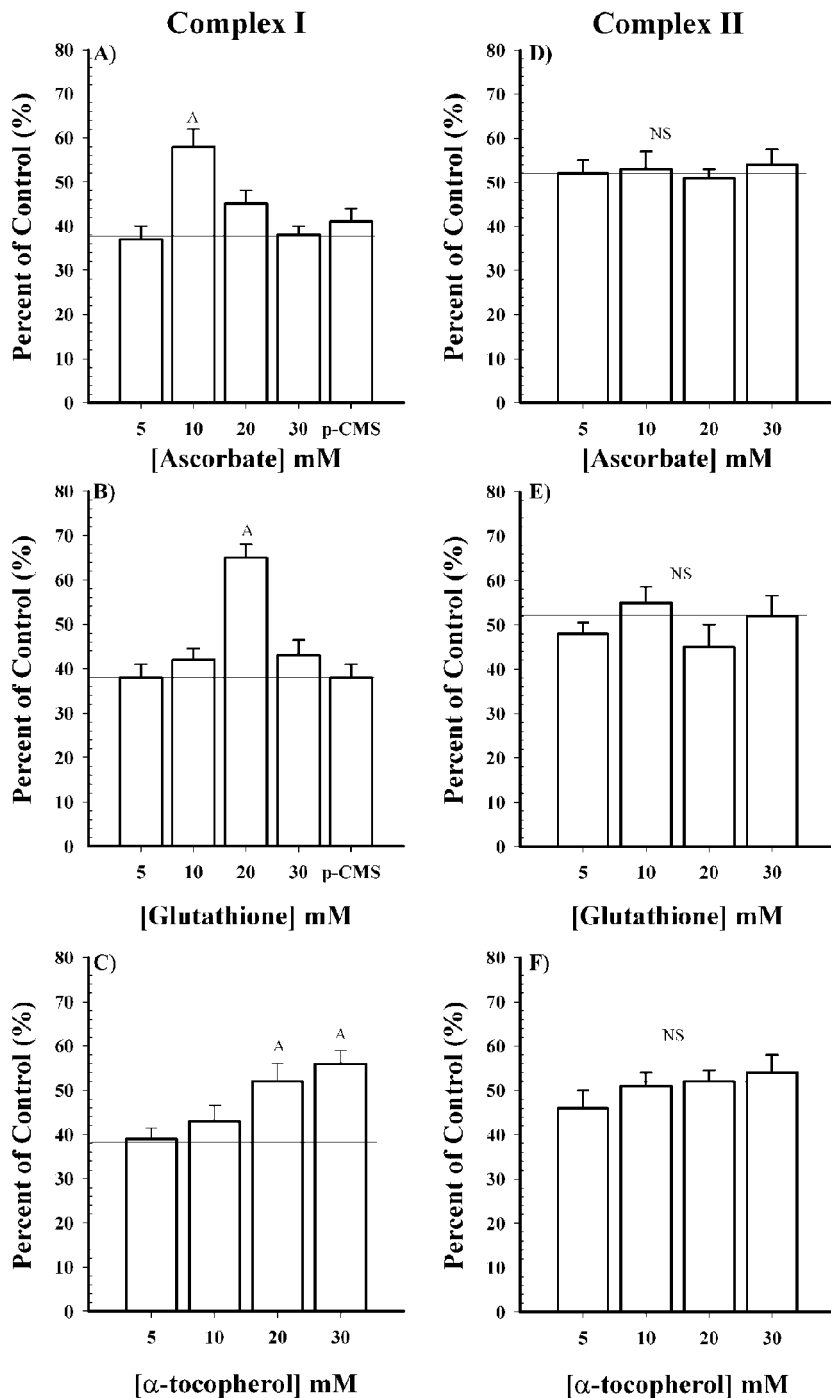 Complex I
Complex II
A)
Percent of Control (%)
80
70
60
50
40
30
20
10
0
A
5 10 20 30 p-CMS
[Ascorbate] mM
D)
Percent of Control (%)
80
70
60
50
40
30
20
10
0
NS
5 10 20 30
[Ascorbate] mM
B)
Percent of Control (%)
80
70
60
50
40
30
20
10
0
A
5 10 20 30 p-CMS
[Glutathione] mM
E)
Percent of Control (%)
80
70
60
50
40
30
20
10
0
NS
5 10 20 30
[Glutathione] mM
C)
Percent of Control (%)
80
70
60
50
40
30
20
10
0
A A
5 10 20 30
[α-tocopherol] mM
F)
Percent of Control (%)
80
70
60
50
40
30
20
10
0
NS
5 10 20 30
[α-tocopherol] mM